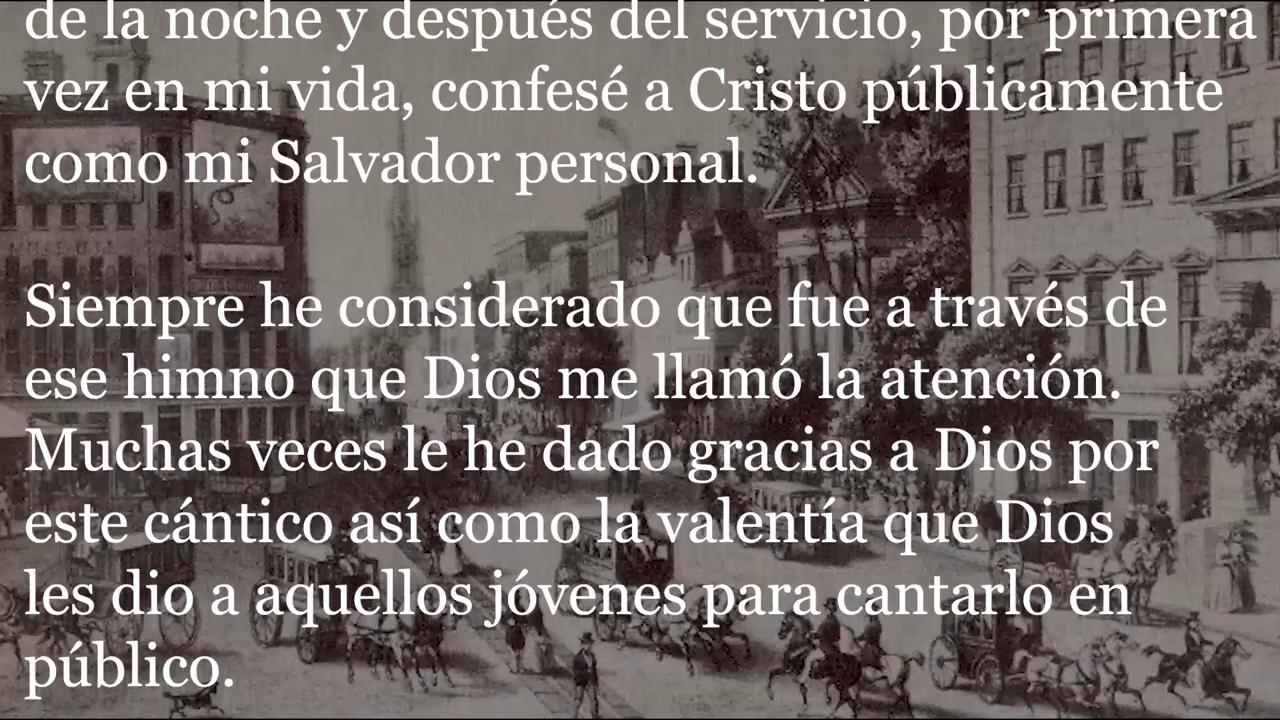 de la noche y después del servicio, por primera
vez en mi vida, confesé a Cristo públicamente
como mi Salvador personal.
Siempre he considerado que fue a través de
ese himno que Dios me llamó la atención.
Muchas veces le he dado gracias a Dios por
este cántico así como la valentía que Dios
les dio a aquellos jóvenes para cantarlo en
público.